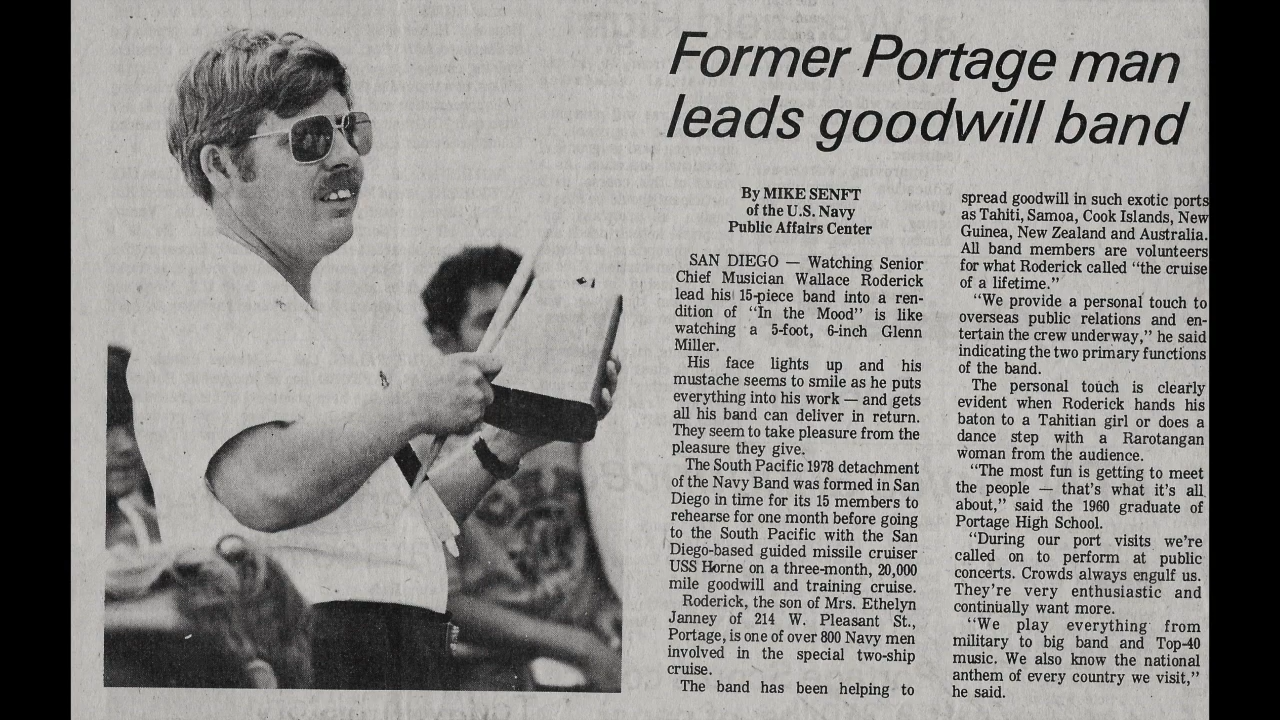 Former Portage man
leads goodwill band
By MIKE SENFT
of the U.S. Navy
Public Affairs Center
SAN DIEGO — Watching Senior
Chief Musician Wallace Roderick
lead his 15-piece band into a ren-
dition of “In the Mood” is like
watching a 5-foot, 6-inch Glenn
Miller.
His face lights up and his
mustache seems to smile as he puts
everything into his work — and gets
all his band can deliver in return.
They seem to take pleasure from the
pleasure they give.
The South Pacific 1978 detachment
of the Navy Band was formed in San
Diego in time for its 15 members to
rehearse for one month before going
to the South Pacific with the San
Diego-based guided missile cruiser
USS Horne on a three-month, 20,000
mile goodwill and training cruise.
Roderick, the son of Mrs. Ethelyn
Janney of 214 W. Pleasant St.,
Portage, is one of over 800 Navy men
involved in the special two-ship
cruise.
The band has been helping to
spread goodwill in such exotic ports
as Tahiti, Samoa, Cook Islands, New
Guinea, New Zealand and Australia.
All band members are volunteers
for what Roderick called “the cruise
of a lifetime.”
“We provide a personal touch to
overseas public relations and en-
tertain the crew underway,” he said
indicating the two primary functions
of the band.
The personal touch is clearly
evident when Roderick hands his
baton to a Tahitian girl or does a
dance step with a Rarotangan
woman from the audience.
“The most fun is getting to meet
the people — that’s what it’s all
about,” said the 1960 graduate of
Portage High School.
“During our port visits we’re
called on to perform at public
concerts. Crowds always engulf us.
They’re very enthusiastic and
continually want more.
“We play everything from
military to big band and Top-40
music. We also know the national
anthem of every country we visit,”
he said.